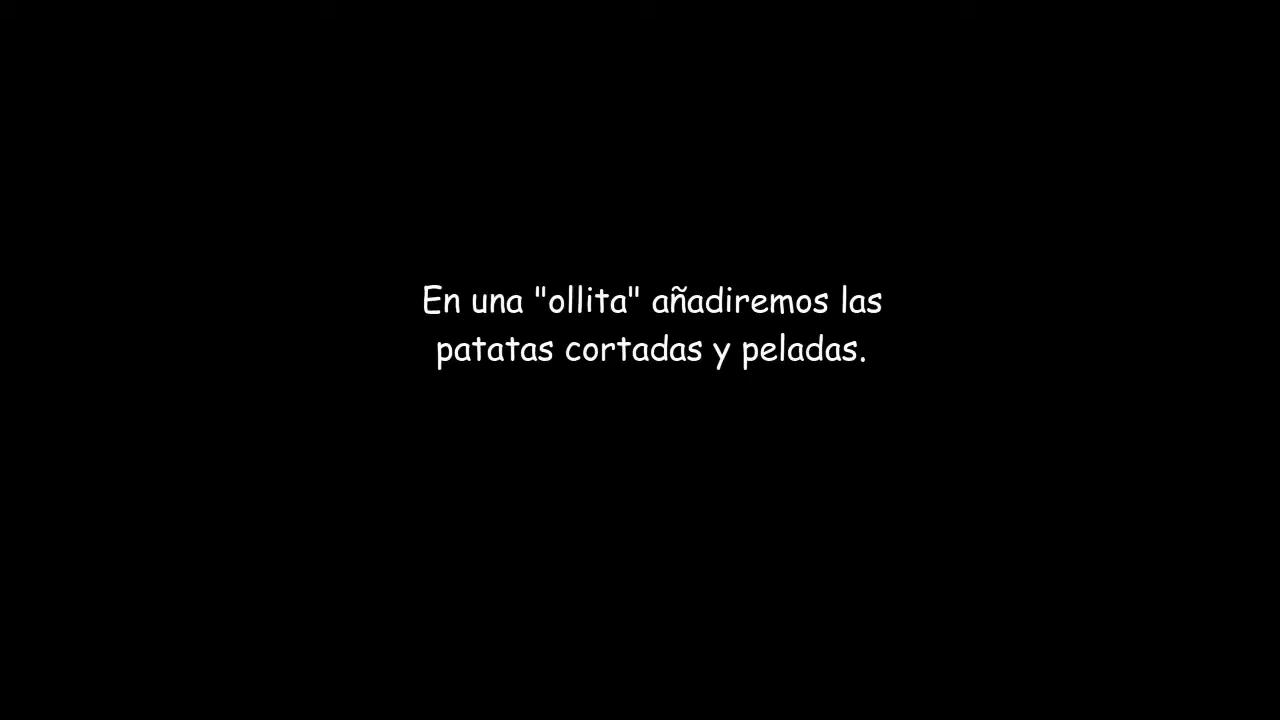 En una "ollita" añadiremos las
patatas cortadas y peladas.